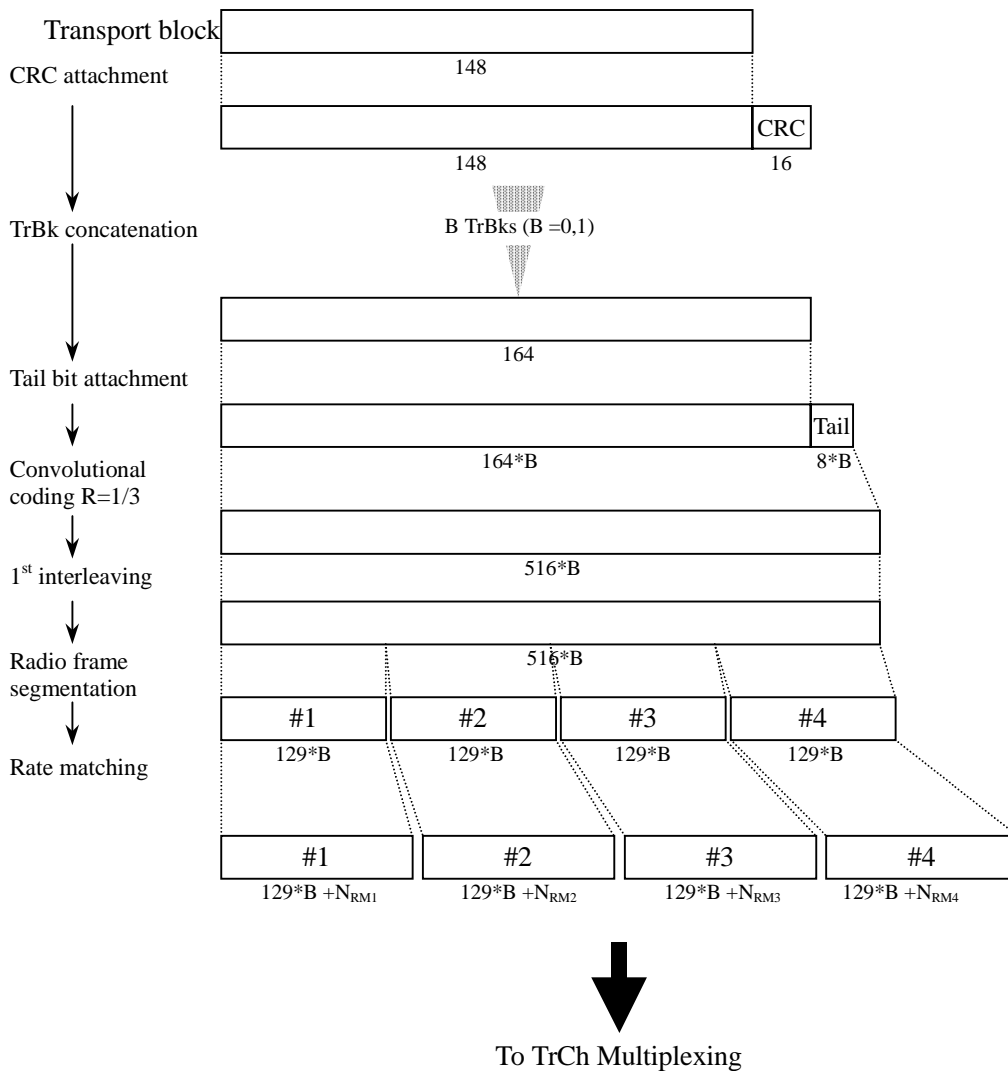 Transport block
148
CRC attachment
CRC
148 16
TrBk concatenation
B TrBks (B =0,1)
164
Tail bit attachment
Tail
164*B 8*B
Convolutional
coding R=1/3
516*B
1st interleaving
516*B
Radio frame
segmentation
#1 #2 #3 #4
129*B 129*B 129*B 129*B
Rate matching
#1 #2 #3 #4
129*B +NRM1 129*B +NRM2 129*B +NRM3 129*B +NRM4
To TrCh Multiplexing